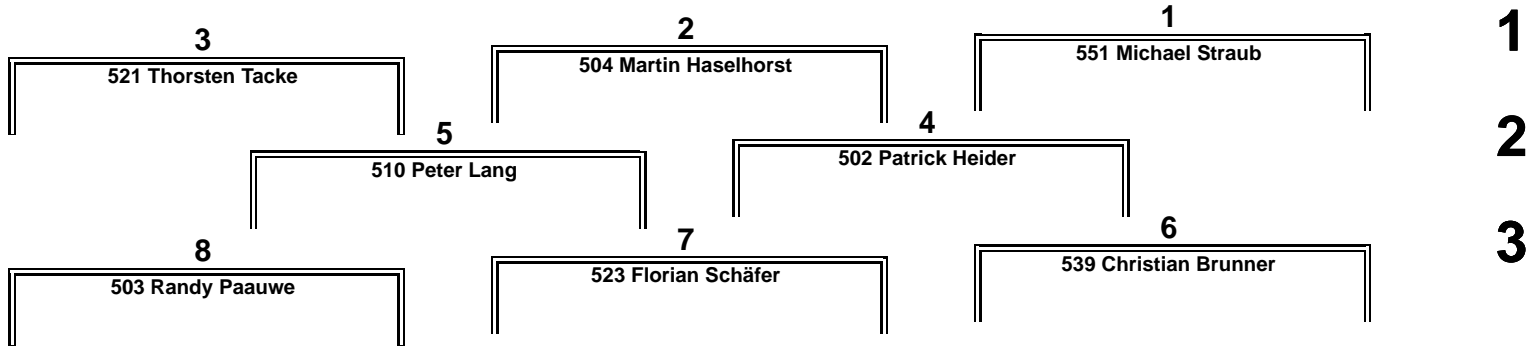 3
521 Thorsten Tacke
2
504 Martin Haselhorst
1
551 Michael Straub
1
5
510 Peter Lang
4
502 Patrick Heider
2
8
503 Randy Paauwe
7
523 Florian Schäfer
6
539 Christian Brunner
3